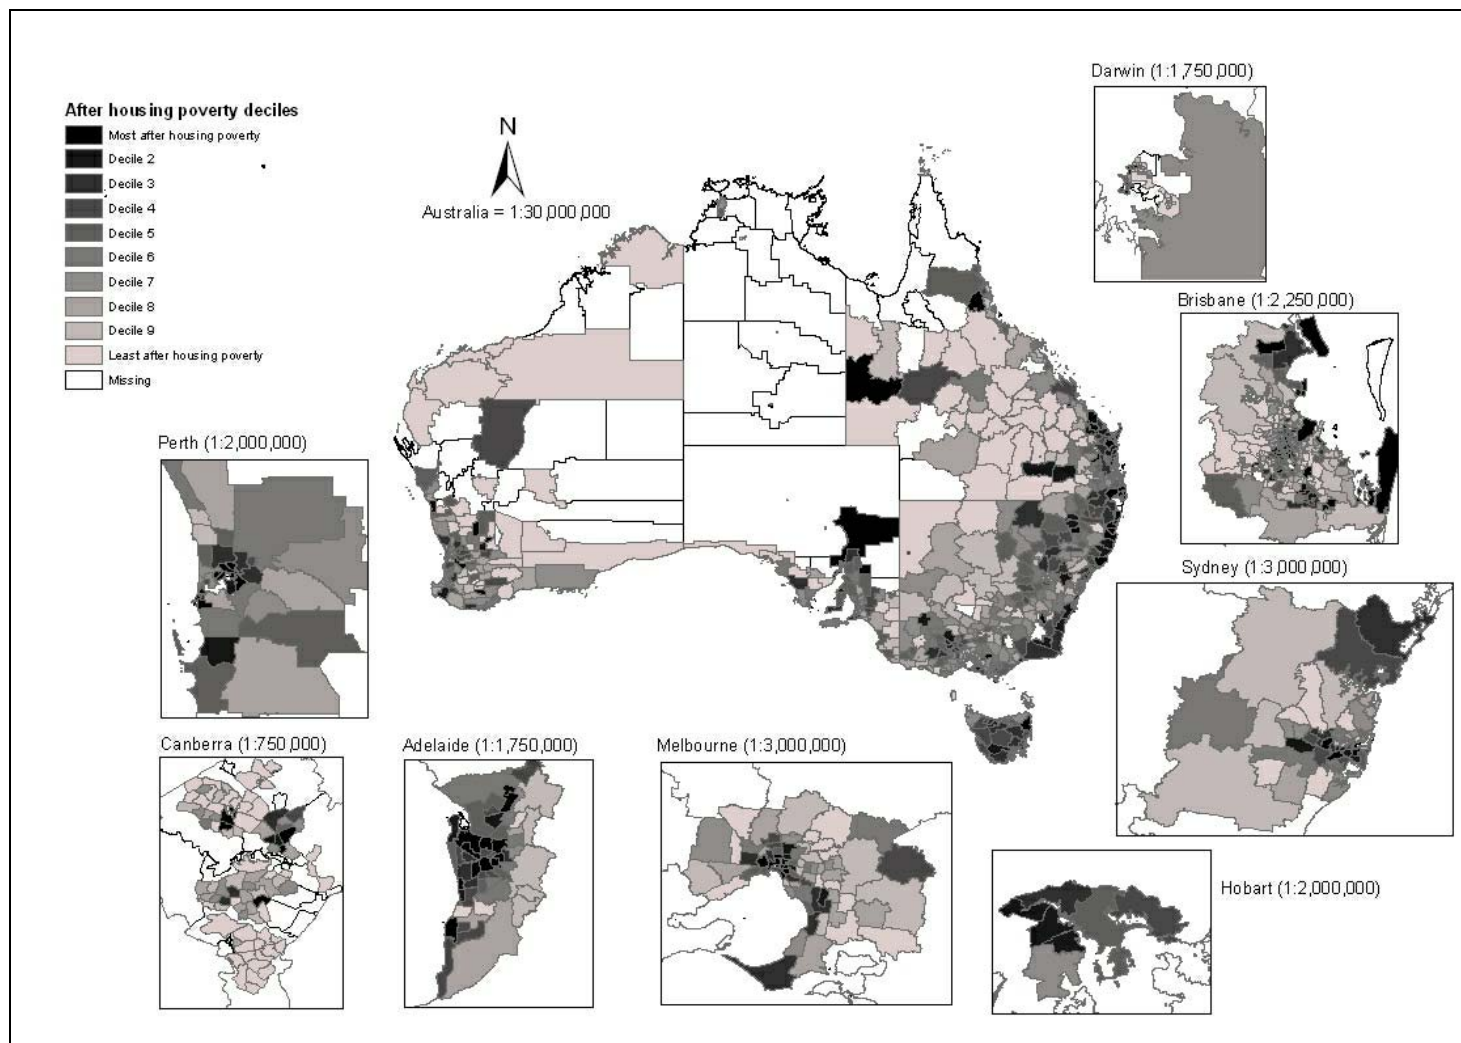 After housing poverty deciles
Most after housing poverty
Decile 2
Decile 3
Decile 4
Decile 5
Decile 6
Decile 7
Decile 8
Decile 9
Least after housing poverty
Missing
N
Australia = 1:30,000,000
Darwin (1:1,750,000)
Brisbane (1:2,250,000)
Perth (1:2,000,000)
Sydney (1:3,000,000)
Canberra (1:750,000)
Adelaide (1:1,750,000)
Melbourne (1:3,000,000)
Hobart (1:2,000,000)